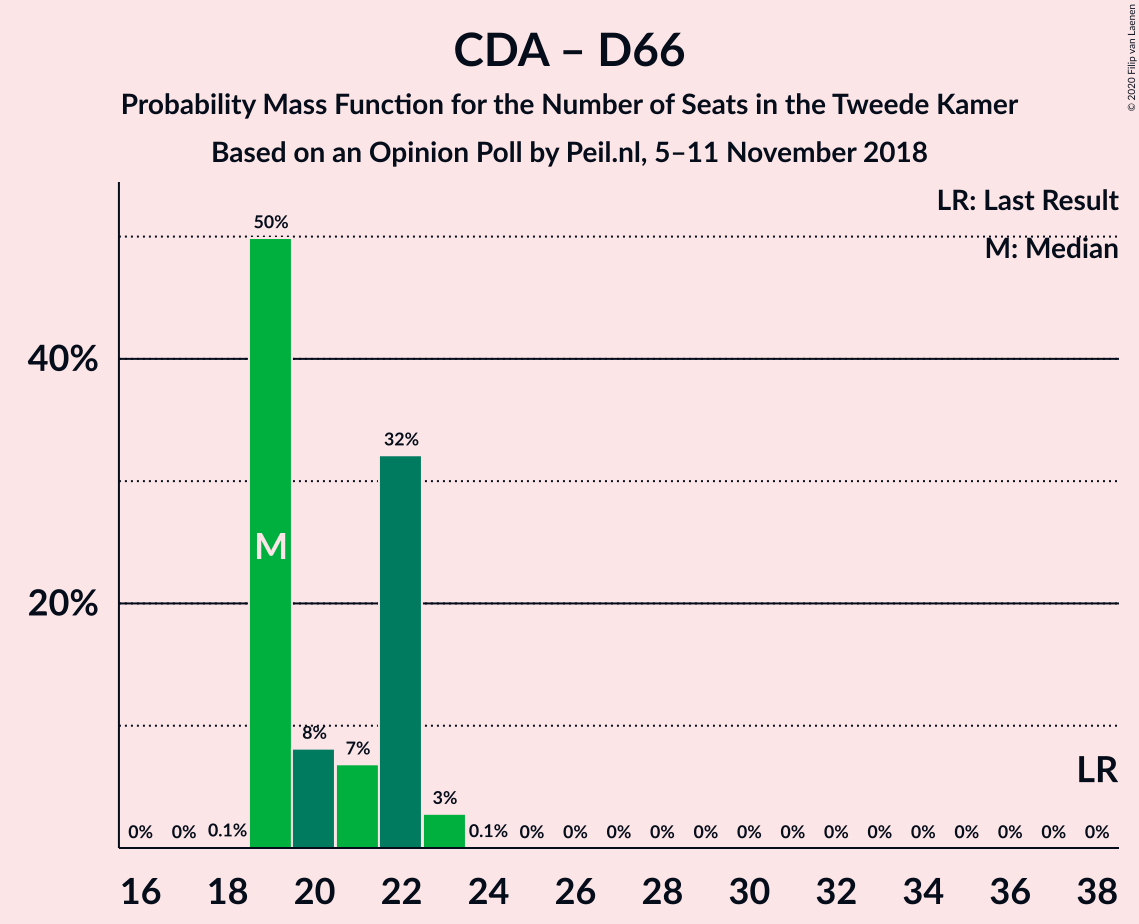 CDA – D66
Probability Mass Function for the Number of Seats in the Tweede Kamer
Based on an Opinion Poll by Peil.nl, 5–11 November 2018
© 2020 Filip van Laenen
LR: Last Result
M: Median
50%
40%
32%
M
20%
8%
7%
LR
3%
0% 0% 0.1% 0.1% 0% 0% 0% 0% 0% 0% 0% 0% 0% 0% 0% 0% 0% 0%
16 18 20 22 24 26 28 30 32 34 36 38